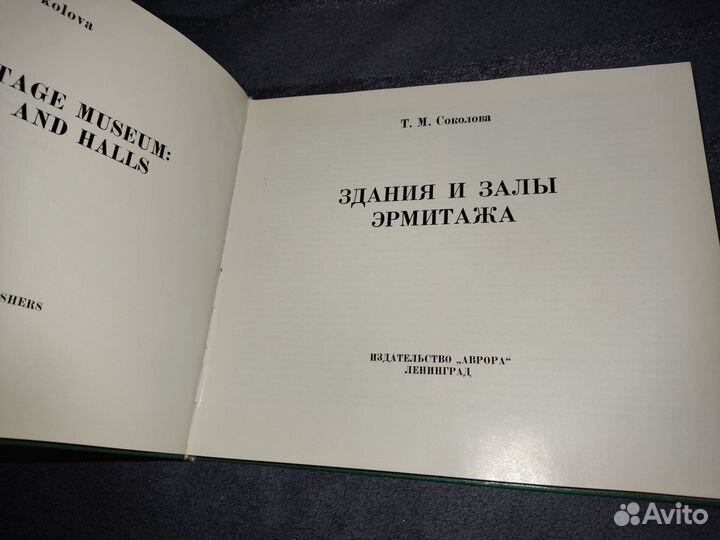 kolova
TAGE MUSEUM:
AND HALLS
SHERS
Т. М. Соколова
ЗДАНИЯ И ЗАЛЫ
ЭРМИТАЖА
ИЗДАТЕЛЬСТВО „АВРОРА“
ЛЕНИНГРАД
Avito